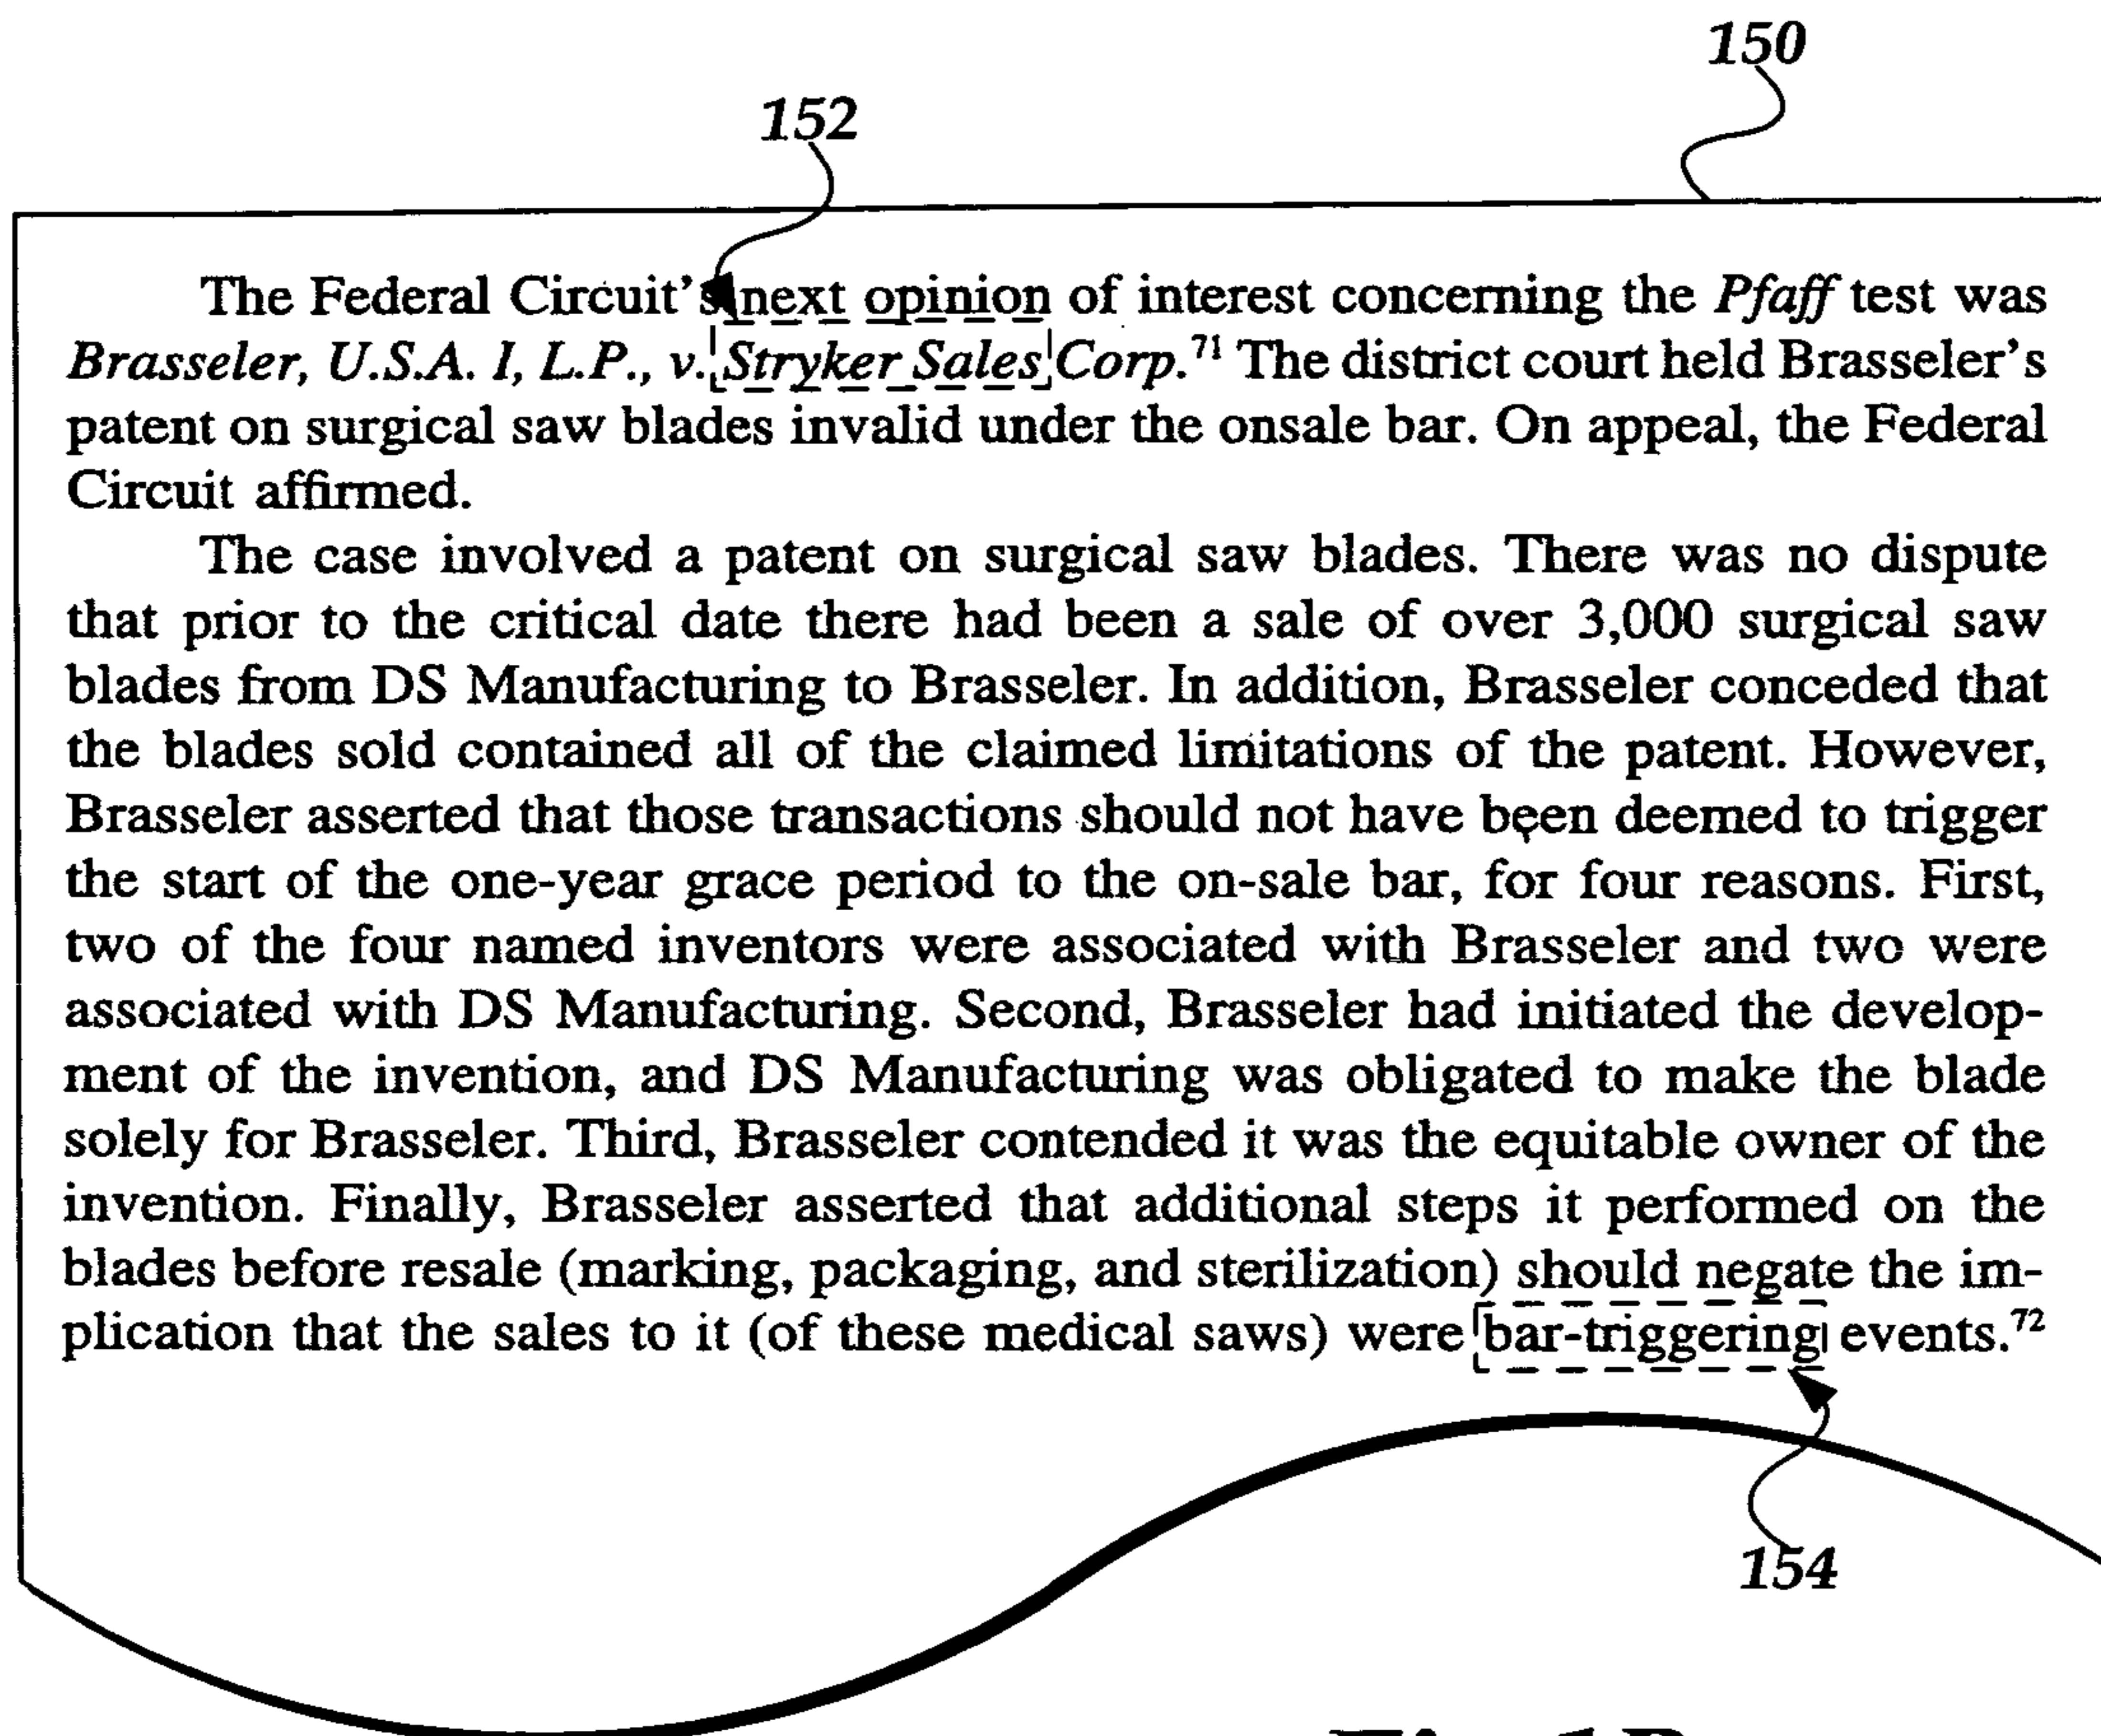 150
152
The Federal Circuit's next opinion of interest concerning the Pfaff test was
Brasseler, U.S.A. I, L.P., v. Stryker Sales Corp.⁷¹ The district court held Brasseler's
patent on surgical saw blades invalid under the onsale bar. On appeal, the Federal
Circuit affirmed.
The case involved a patent on surgical saw blades. There was no dispute
that prior to the critical date there had been a sale of over 3,000 surgical saw
blades from DS Manufacturing to Brasseler. In addition, Brasseler conceded that
the blades sold contained all of the claimed limitations of the patent. However,
Brasseler asserted that those transactions should not have been deemed to trigger
the start of the one-year grace period to the on-sale bar, for four reasons. First,
two of the four named inventors were associated with Brasseler and two were
associated with DS Manufacturing. Second, Brasseler had initiated the develop-
ment of the invention, and DS Manufacturing was obligated to make the blade
solely for Brasseler. Third, Brasseler contended it was the equitable owner of the
invention. Finally, Brasseler asserted that additional steps it performed on the
blades before resale (marking, packaging, and sterilization) should negate the im-
plication that the sales to it (of these medical saws) were bar-triggering events.⁷²
154